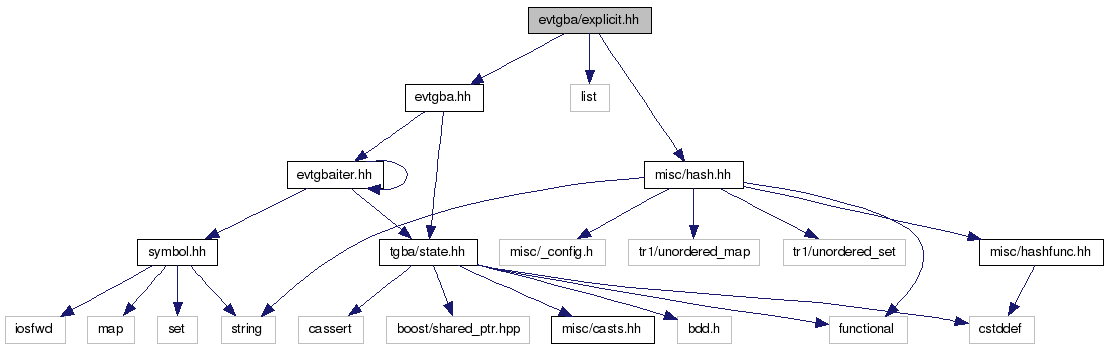 evtgba/explicit.hh
evtgba.hh
list
evtgbaiter.hh
misc/hash.hh
symbol.hh
tgba/state.hh
misc/_config.h
tr1/unordered_map
tr1/unordered_set
misc/hashfunc.hh
iosfwd
map
set
string
cassert
boost/shared_ptr.hpp
misc/casts.hh
bdd.h
functional
cstddef